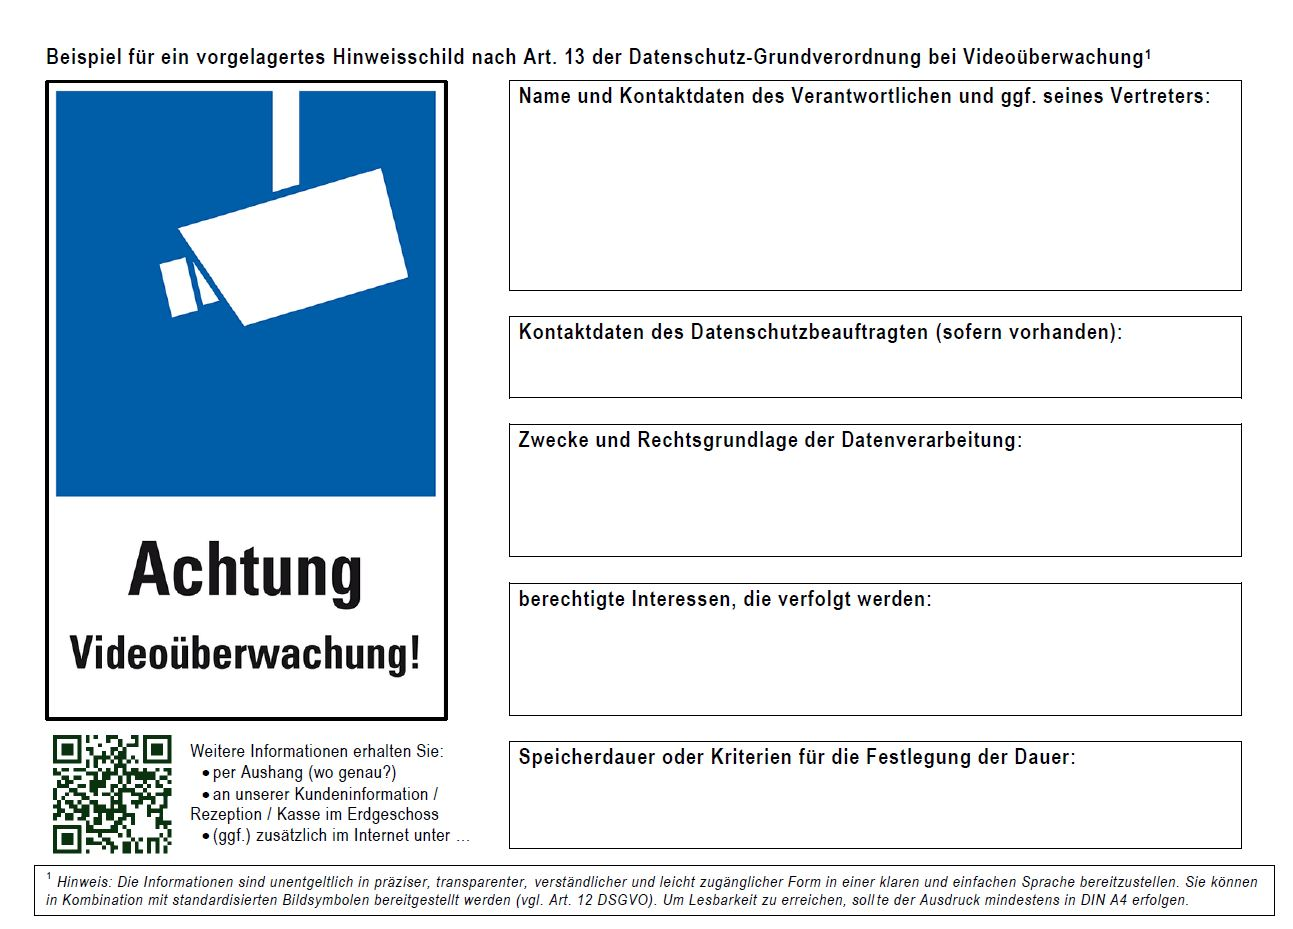 Beispiel für ein vorgelagertes Hinweisschild nach Art. 13 der Datenschutz-Grundverordnung bei Videoüberwachung¹
Achtung
Videoüberwachung!
Weitere Informationen erhalten Sie:
• per Aushang (wo genau?)
• an unserer Kundeninformation /
Rezeption / Kasse im Erdgeschoss
• (ggf.) zusätzlich im Internet unter …
Name und Kontaktdaten des Verantwortlichen und ggf. seines Vertreters:
Kontaktdaten des Datenschutzbeauftragten (sofern vorhanden):
Zwecke und Rechtsgrundlage der Datenverarbeitung:
berechtigte Interessen, die verfolgt werden:
Speicherdauer oder Kriterien für die Festlegung der Dauer:
¹ Hinweis: Die Informationen sind unentgeltlich in präziser, transparenter, verständlicher und leicht zugänglicher Form in einer klaren und einfachen Sprache bereitzustellen. Sie können
in Kombination mit standardisierten Bildsymbolen bereitgestellt werden (vgl. Art. 12 DSGVO). Um Lesbarkeit zu erreichen, sollte der Ausdruck mindestens in DIN A4 erfolgen.